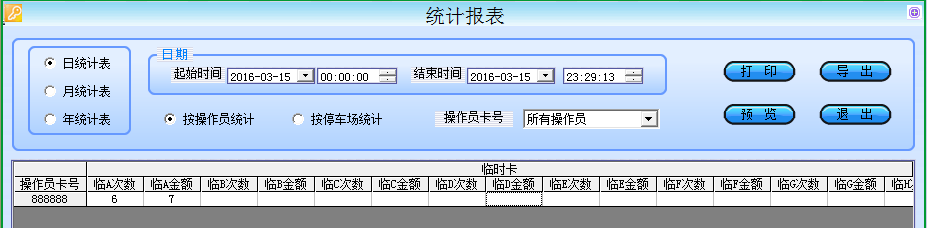 统计报表
日期
日统计表
起始时间 2016-03-15 00:00:00 结束时间 2016-03-15 23:29:13
打 印 导 出
月统计表
年统计表 按操作员统计 按停车场统计 操作员卡号 所有操作员
预 览 退 出
临时卡
操作员卡号 临A次数 临A金额 临B次数 临B金额 临C次数 临C金额 临D次数 临D金额 临E次数 临E金额 临F次数 临F金额 临G次数 临G金额 临H
888888 6 7